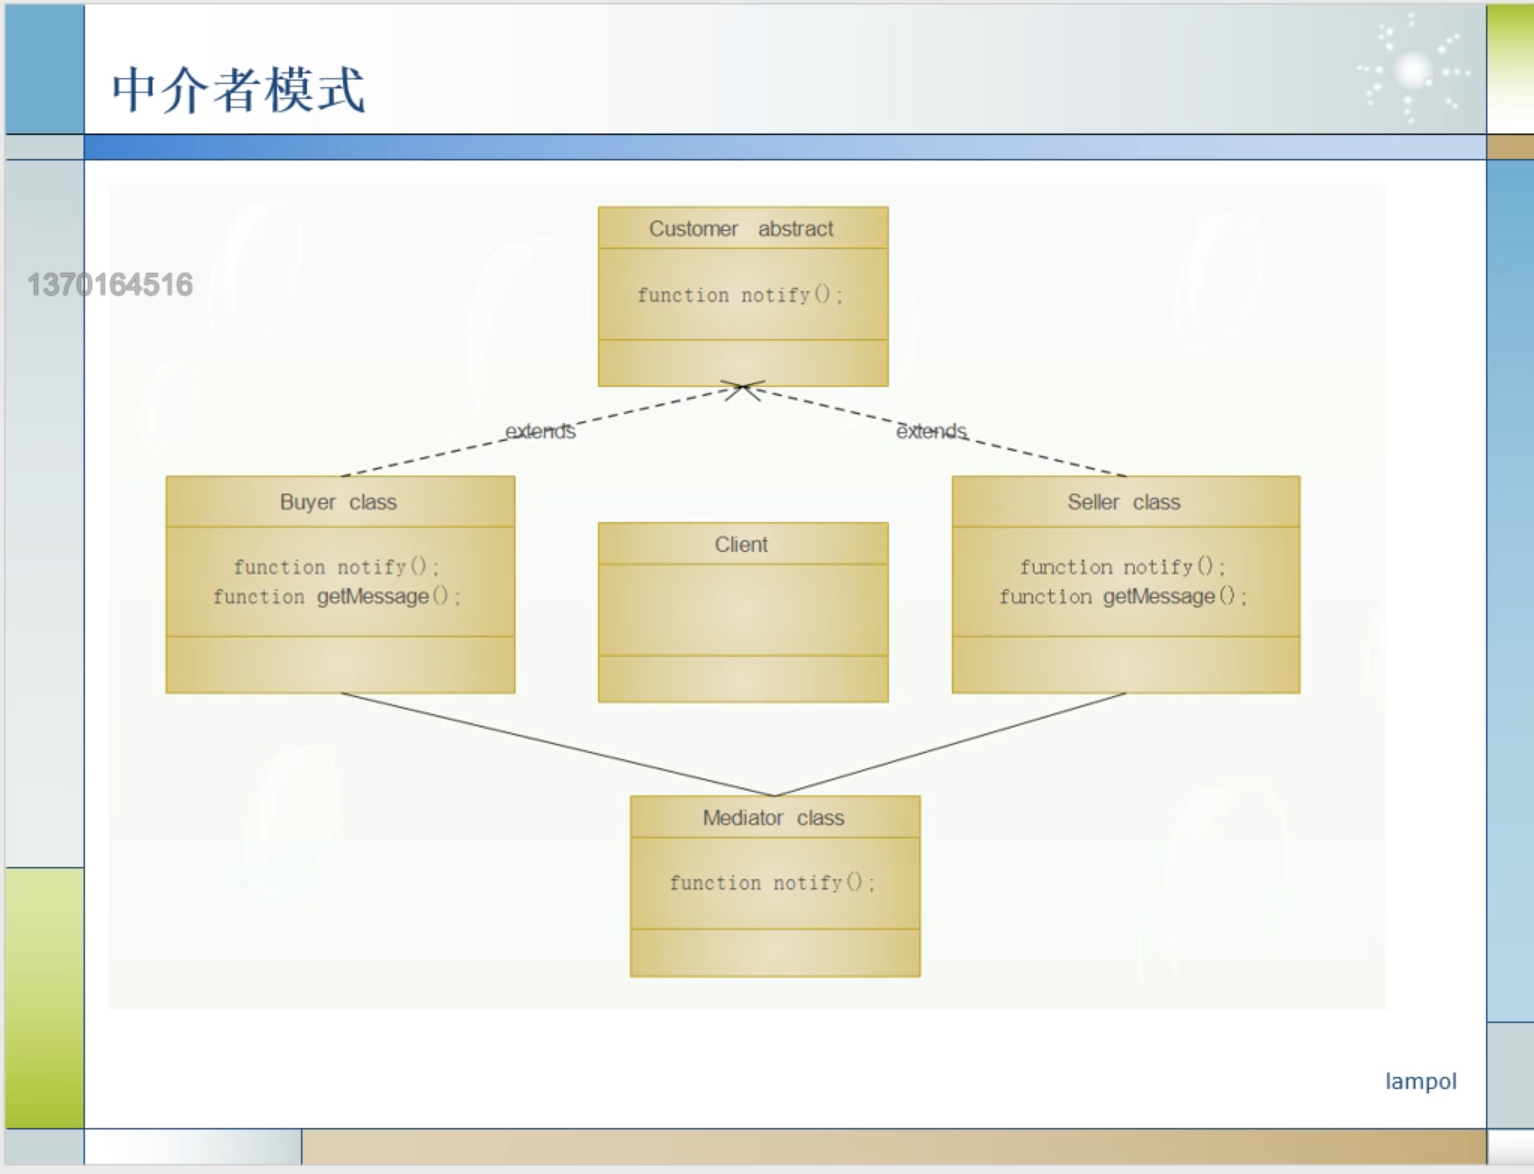 中介者模式
Customer abstract
function notify();
1370164516
extends
extends
Buyer class
function notify();
function getMessage();
Client
Seller class
function notify();
function getMessage();
Mediator class
function notify();
lampol